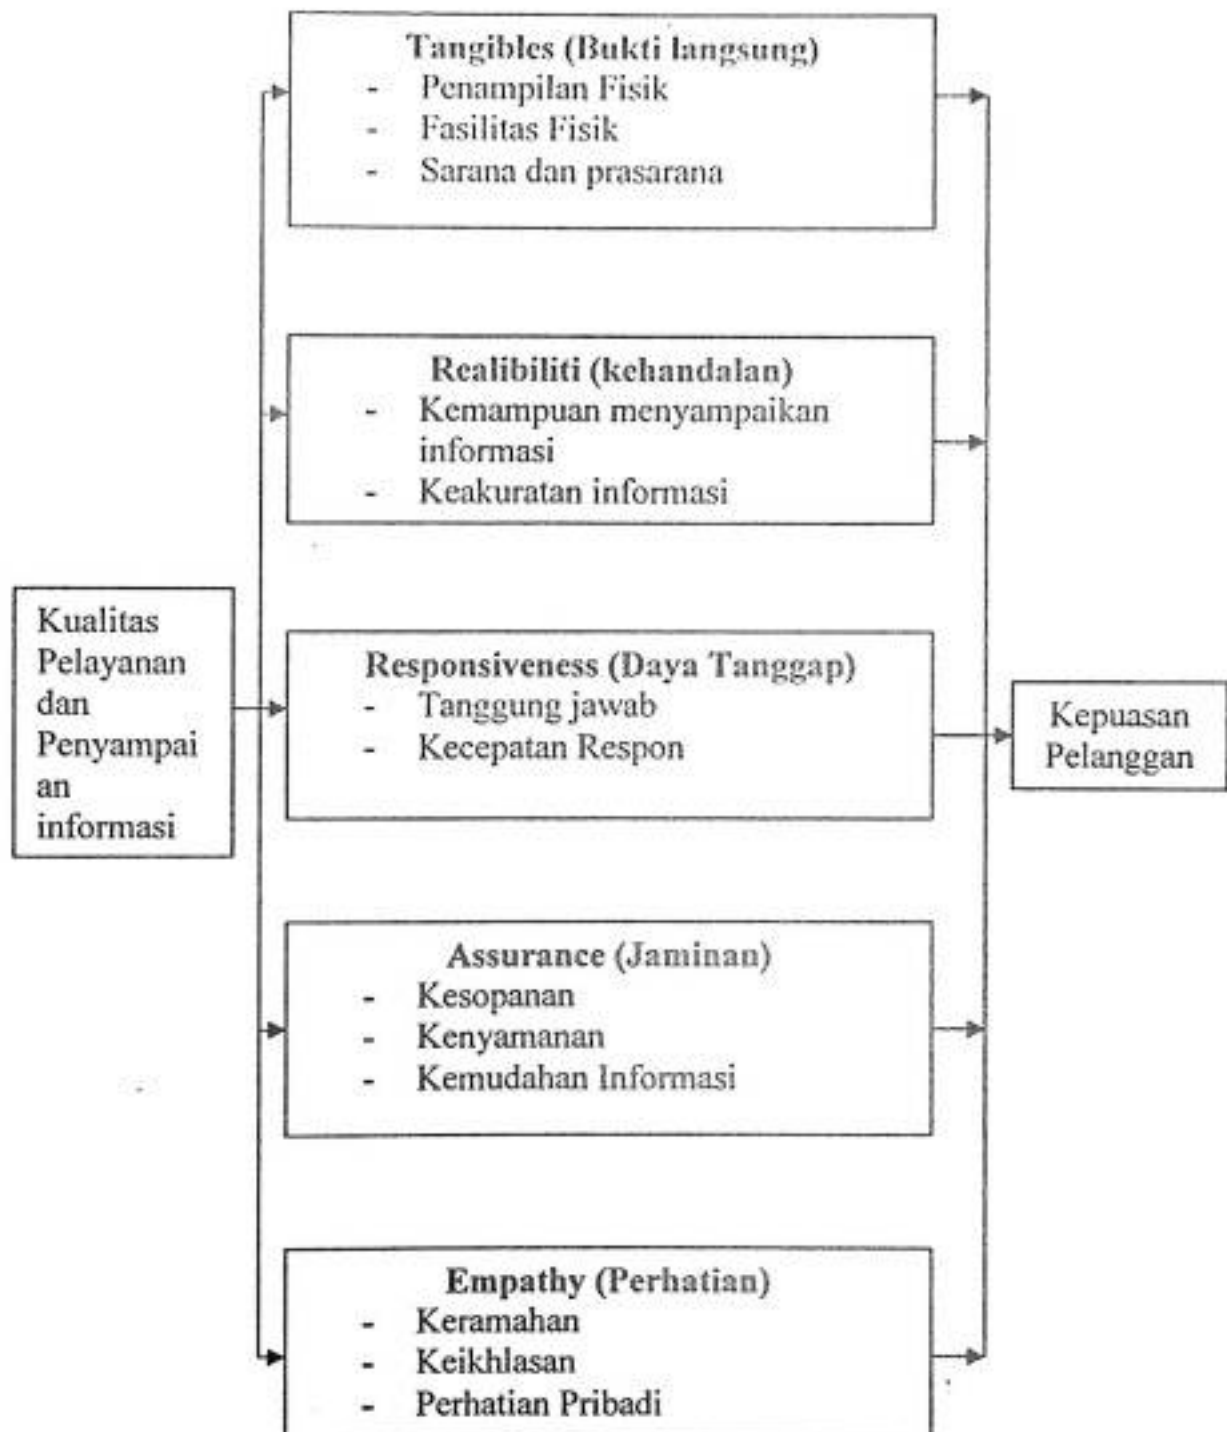 Tangibles (Bukti langsung)
- Penampilan Fisik
- Fasilitas Fisik
- Sarana dan prasarana
Realibiliti (kehandalan)
- Kemampuan menyampaikan
informasi
- Keakuratan informasi
Kualitas
Pelayanan
dan
Penyampai
an
informasi
Responsiveness (Daya Tanggap)
- Tanggung jawab
- Kecepatan Respon
Kepuasan
Pelanggan
Assurance (Jaminan)
- Kesopanan
- Kenyamanan
- Kemudahan Informasi
Empathy (Perhatian)
- Keramahan
- Keikhlasan
- Perhatian Pribadi